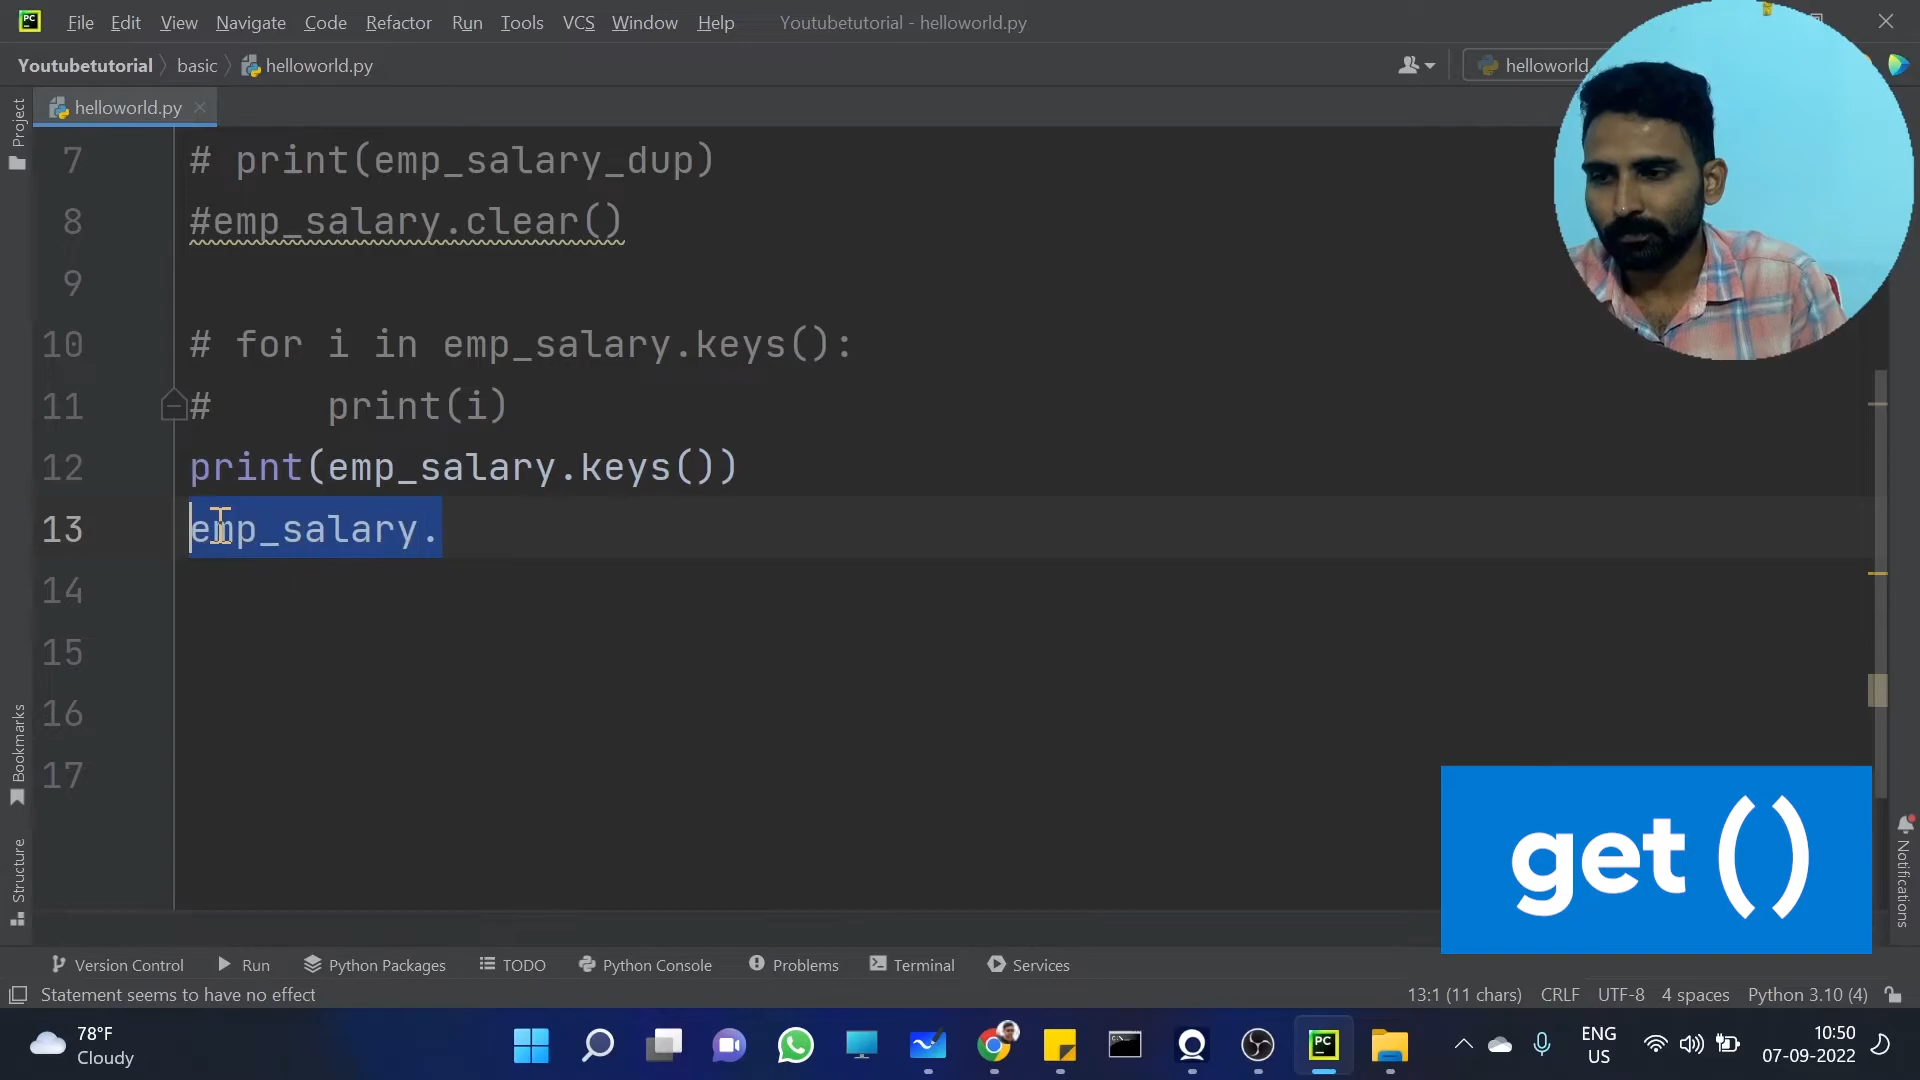 File Edit View Navigate Code Refactor Run Tools VCS Window Help Youtubetutorial - helloworld.py
Youtubetutorial basic helloworld.py helloworld
helloworld.py
Project
7 # print(emp_salary_dup)
8 #emp_salary.clear()
9
10 # for i in emp_salary.keys():
11 #     print(i)
12 print(emp_salary.keys())
13 emp_salary.
14
15
16
17
Bookmarks
Structure
Notifications
get ()
Version Control Run Python Packages TODO Python Console Problems Terminal Services
Statement seems to have no effect 13:1 (11 chars) CRLF UTF-8 4 spaces Python 3.10 (4)
78°F
Cloudy
PC
ENG
US
10:50
07-09-2022